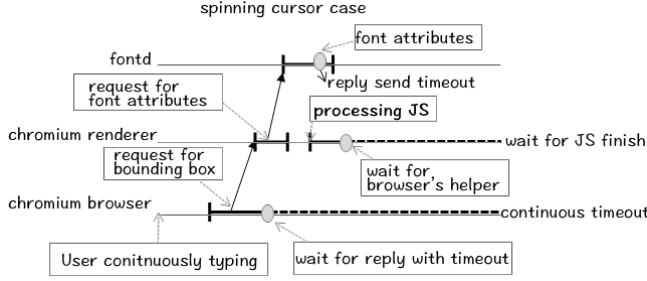 spinning cursor case
font attributes
fontd
reply send timeout
request for
font attributes
processing JS
chromium renderer
wait for JS finish
request for
bounding box
wait for
browser's helper
chromium browser
continuous timeout
User conitnuously typing
wait for reply with timeout